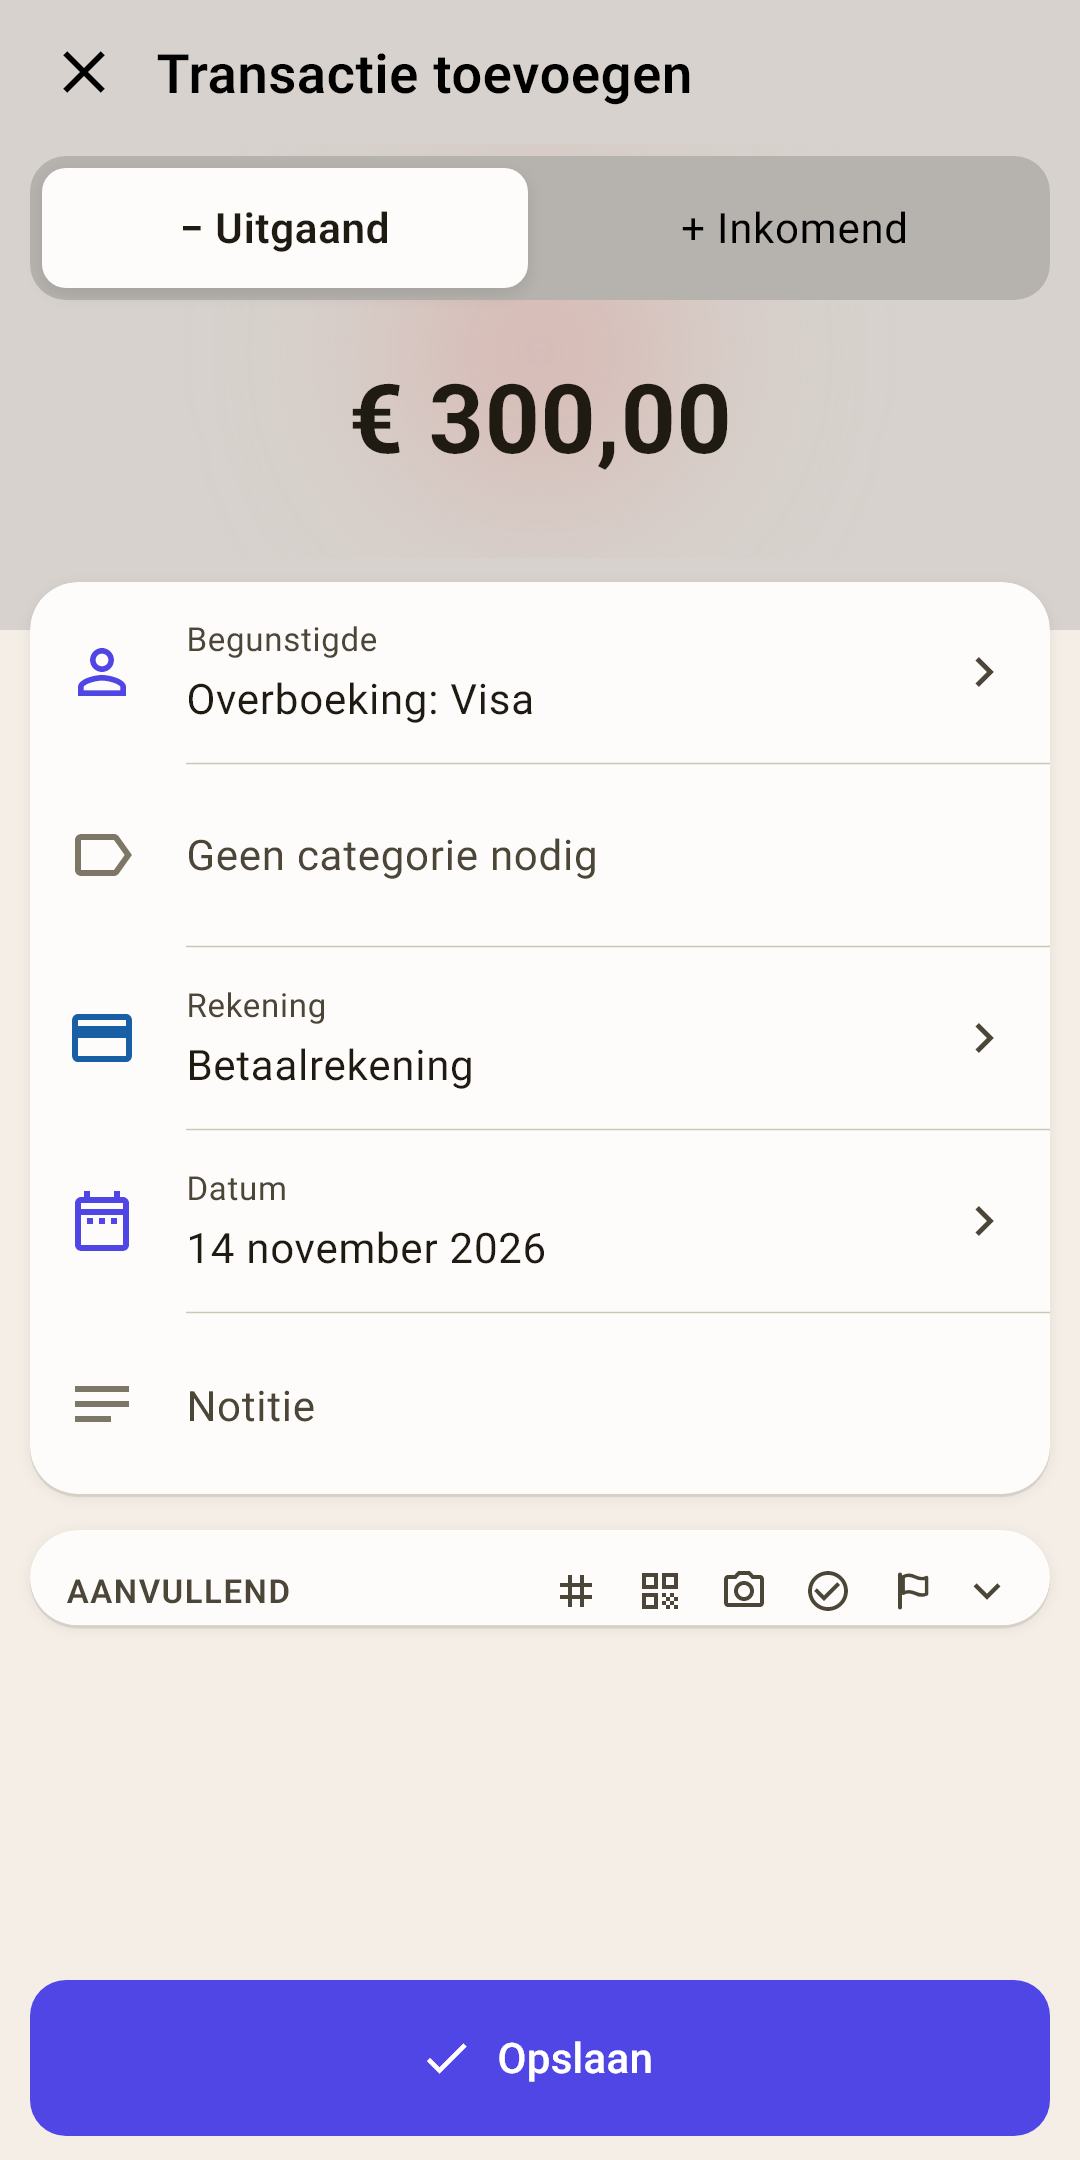 Transactie toevoegen
− Uitgaand
+ Inkomend
€ 300,00
Begunstigde
Overboeking: Visa
Geen categorie nodig
Rekening
Betaalrekening
Datum
14 november 2026
Notitie
AANVULLEND
Opslaan